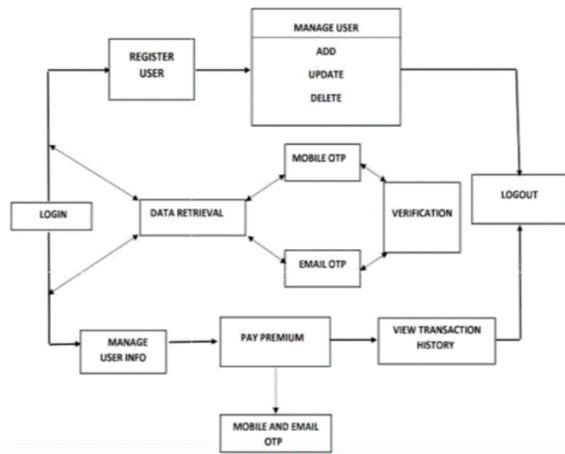 MANAGE USER
ADD
UPDATE
DELETE
REGISTER
USER
MOBILE OTP
LOGIN
DATA RETRIEVAL
VERIFICATION
LOGOUT
EMAIL OTP
MANAGE
USER INFO
PAY PREMIUM
VIEW TRANSACTION
HISTORY
MOBILE AND EMAIL
OTP